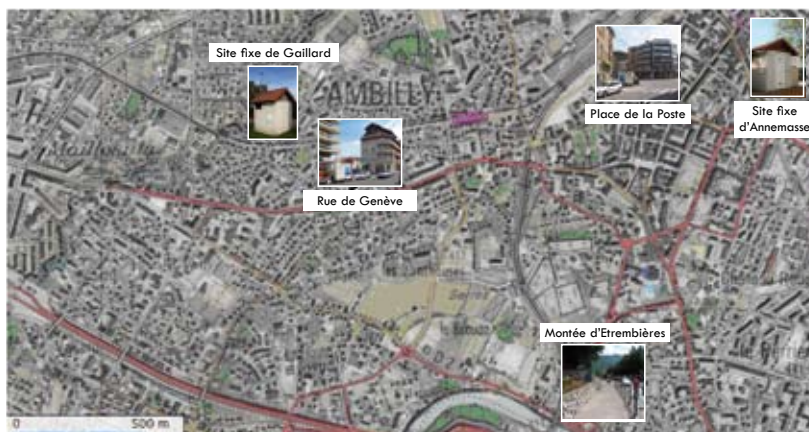 Site fixe de Gaillard
AMBILLY
Place de la Poste
Site fixe
d'Annemasse
Rue de Genève
Montée d'Etrembières
0 500 m